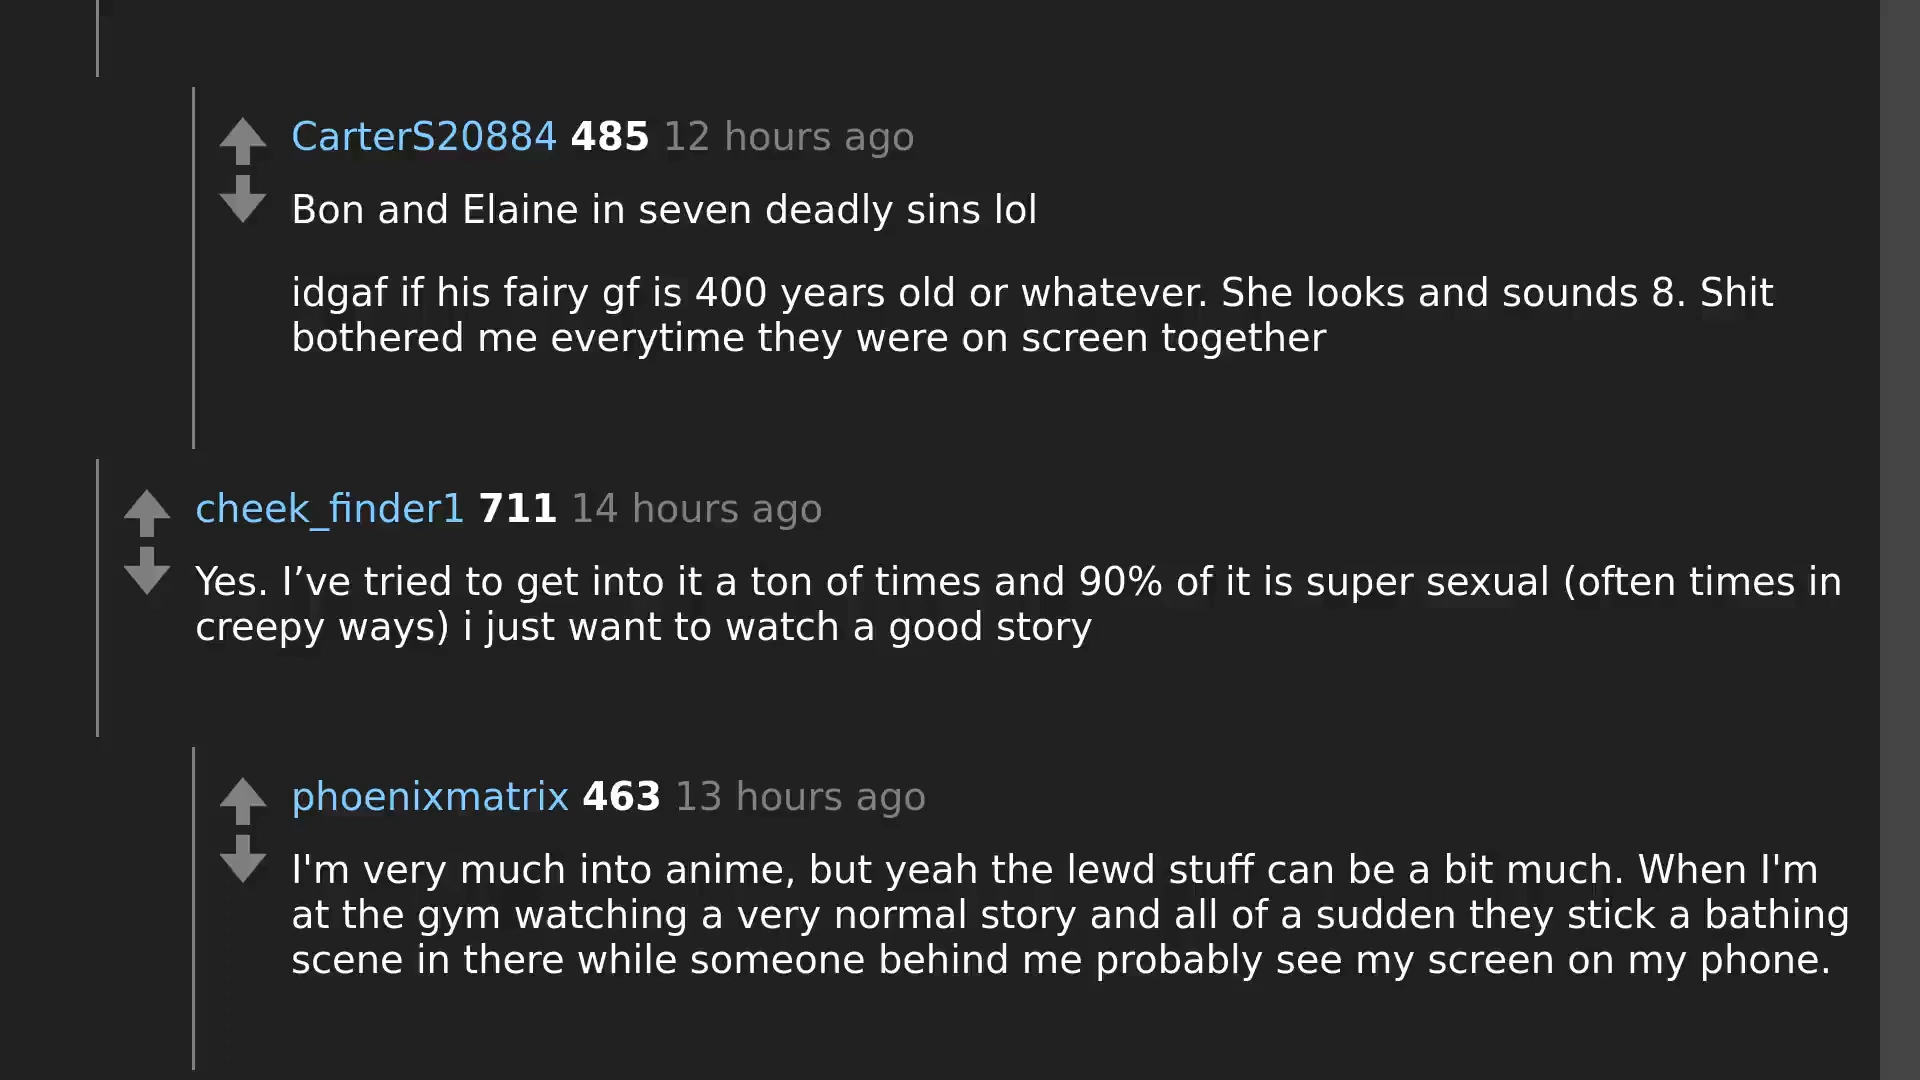 CarterS20884 485 12 hours ago
Bon and Elaine in seven deadly sins lol
idgaf if his fairy gf is 400 years old or whatever. She looks and sounds 8. Shit
bothered me everytime they were on screen together
cheek_finder1 711 14 hours ago
Yes. I’ve tried to get into it a ton of times and 90% of it is super sexual (often times in
creepy ways) i just want to watch a good story
phoenixmatrix 463 13 hours ago
I'm very much into anime, but yeah the lewd stuff can be a bit much. When I'm
at the gym watching a very normal story and all of a sudden they stick a bathing
scene in there while someone behind me probably see my screen on my phone.